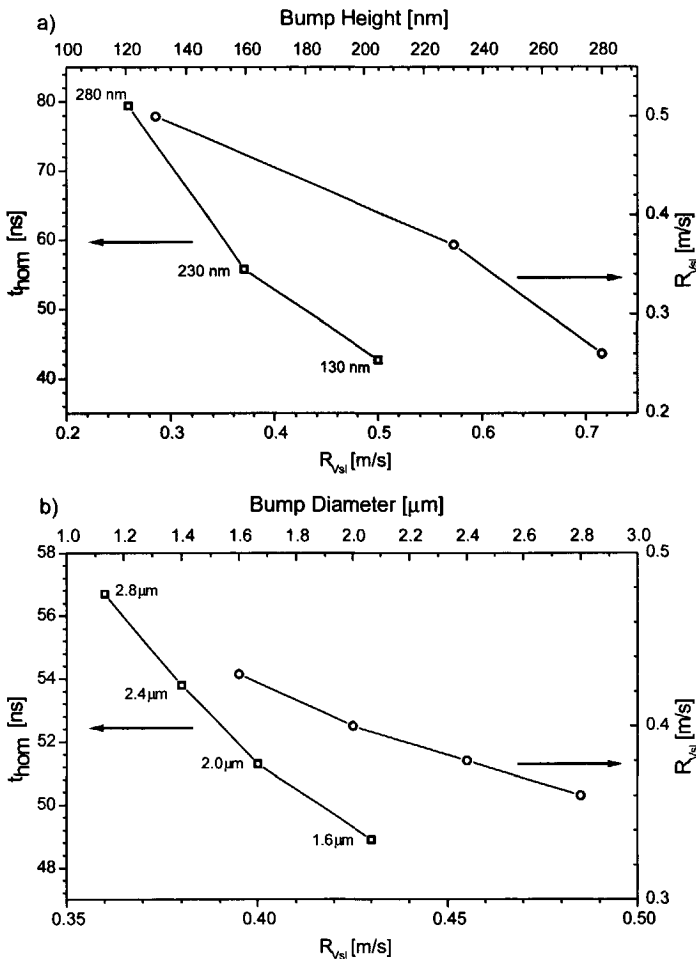 a)
Bump Height [nm]
100 120 140 160 180 200 220 240 260 280
80
70
60
50
40
t_hom [ns]
280 nm
230 nm
130 nm
0.5
0.4
0.3
0.2
R_Vsl [m/s]
0.2 0.3 0.4 0.5 0.6 0.7
R_Vsl [m/s]
b)
Bump Diameter [μm]
1.0 1.2 1.4 1.6 1.8 2.0 2.2 2.4 2.6 2.8 3.0
58
56
54
52
50
48
t_hom [ns]
2.8μm
2.4μm
2.0μm
1.6μm
0.5
0.4
0.3
R_Vsl [m/s]
0.35 0.40 0.45 0.50
R_Vsl [m/s]